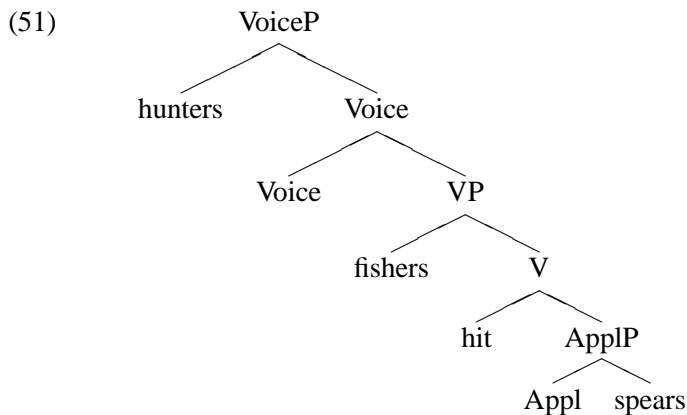 (51) VoiceP
hunters Voice
Voice VP
fishers V
hit ApplP
Appl spears